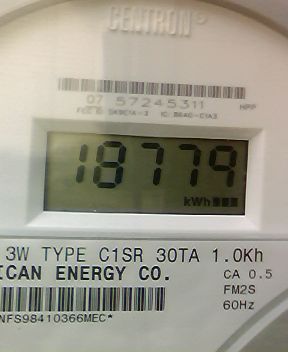 CENTRON®
07 57245311 HPP
18779
kWh
3W TYPE C1SR 30TA 1.0Kh
ICAN ENERGY CO. CA 0.5
FM2S
NFS98410366MEC* 60Hz